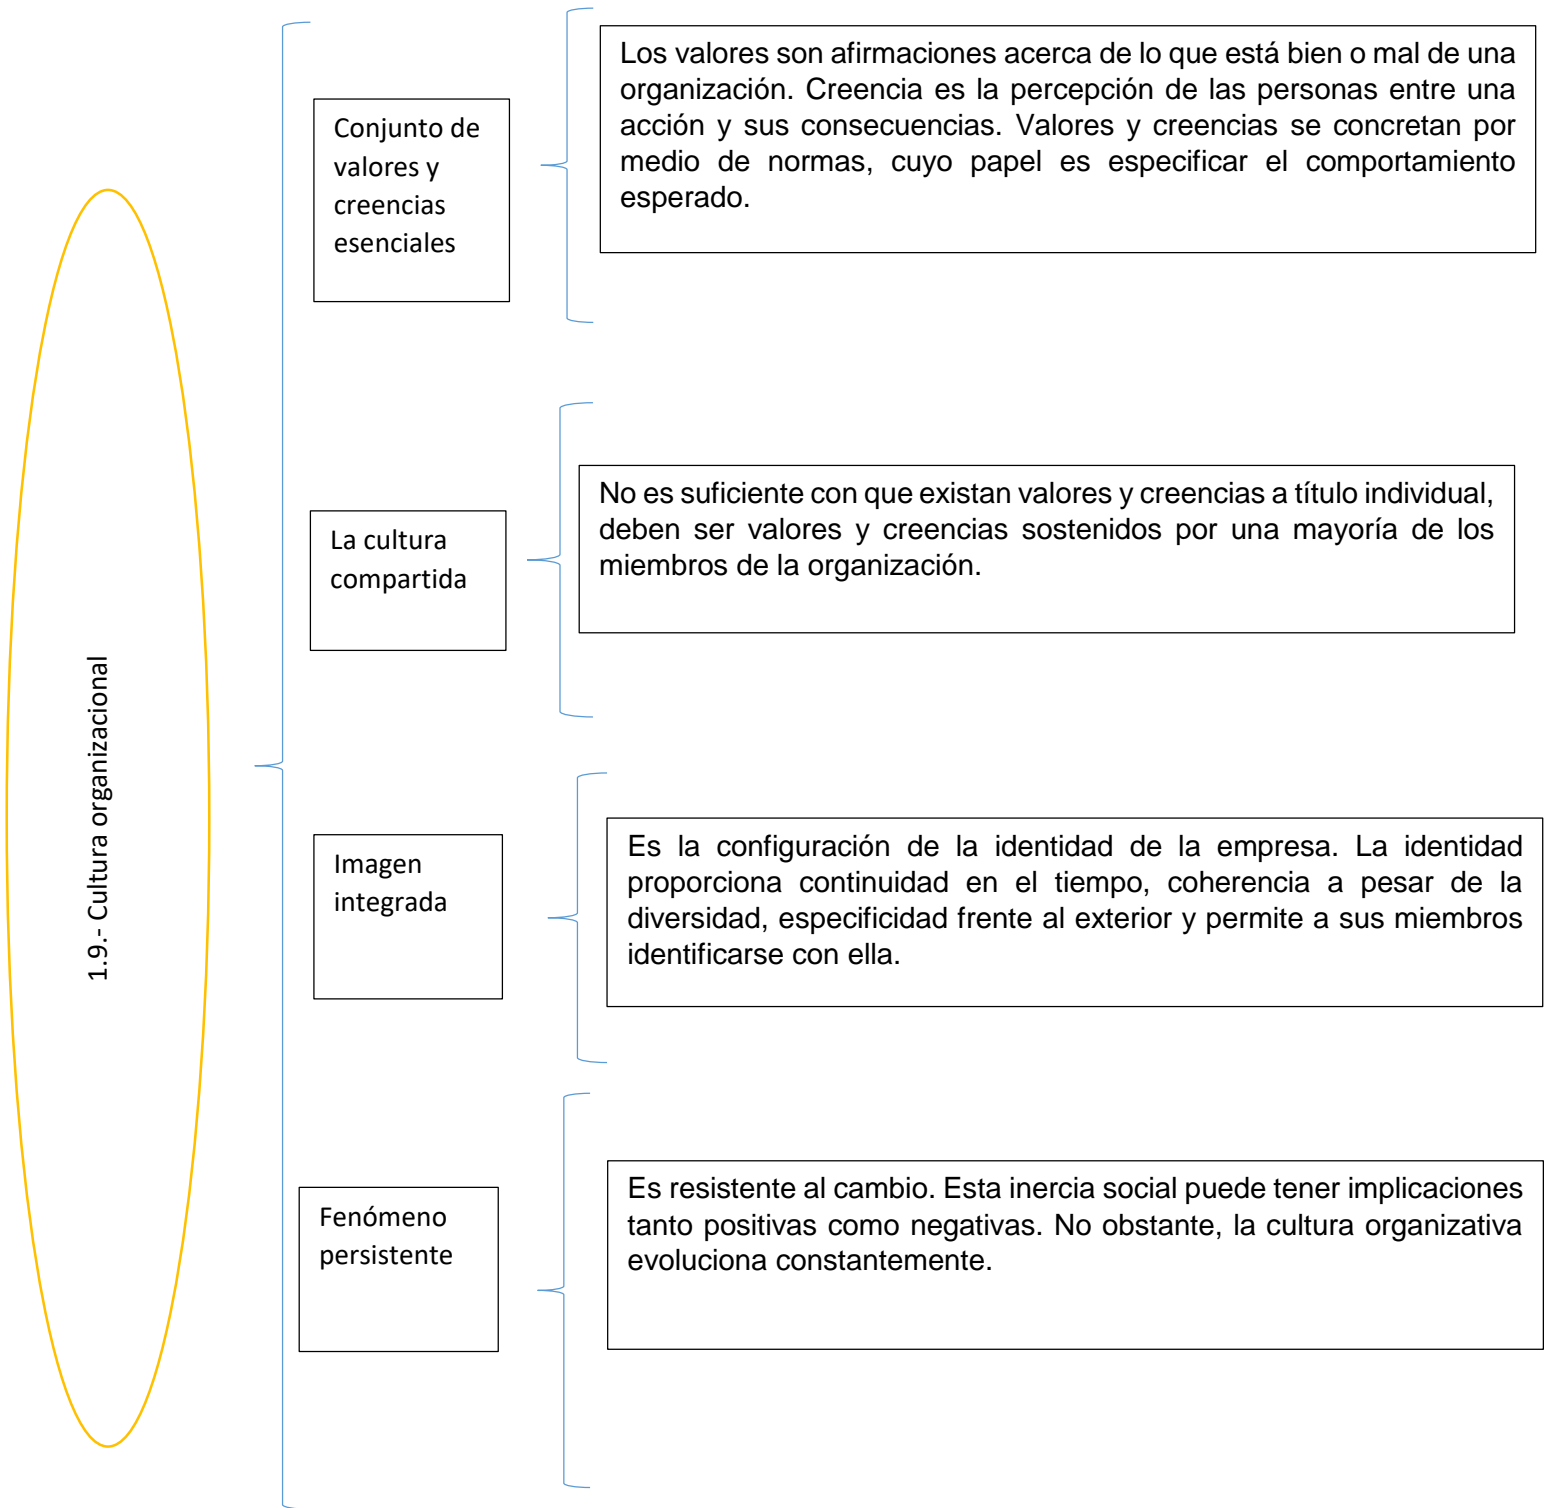 1.9.- Cultura organizacional
Conjunto de
valores y
creencias
esenciales
Los valores son afirmaciones acerca de lo que está bien o mal de una
organización. Creencia es la percepción de las personas entre una
acción y sus consecuencias. Valores y creencias se concretan por
medio de normas, cuyo papel es especificar el comportamiento
esperado.
La cultura
compartida
No es suficiente con que existan valores y creencias a título individual,
deben ser valores y creencias sostenidos por una mayoría de los
miembros de la organización.
Imagen
integrada
Es la configuración de la identidad de la empresa. La identidad
proporciona continuidad en el tiempo, coherencia a pesar de la
diversidad, especificidad frente al exterior y permite a sus miembros
identificarse con ella.
Fenómeno
persistente
Es resistente al cambio. Esta inercia social puede tener implicaciones
tanto positivas como negativas. No obstante, la cultura organizativa
evoluciona constantemente.